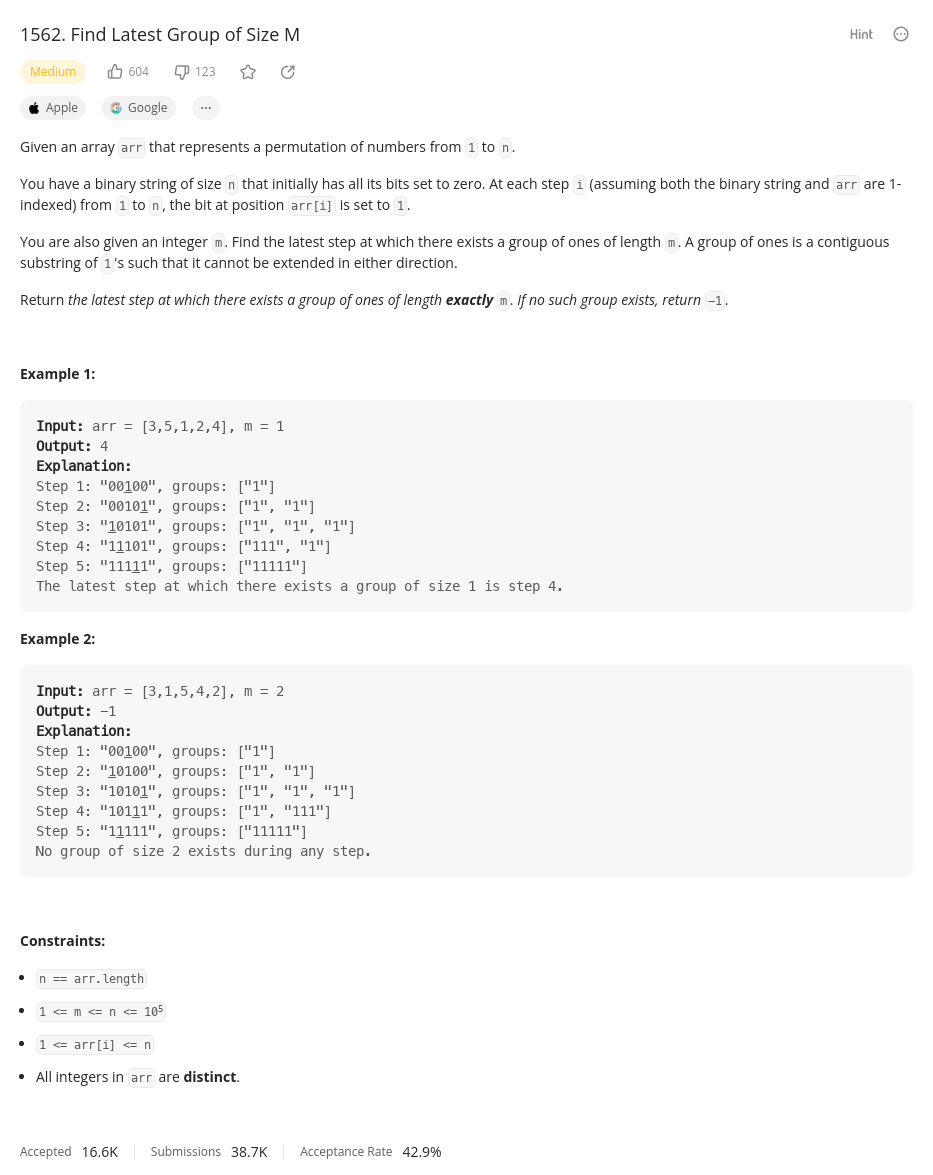 1562. Find Latest Group of Size M
Hint
Medium 604 123
Apple Google ...
Given an array arr that represents a permutation of numbers from 1 to n.
You have a binary string of size n that initially has all its bits set to zero. At each step i (assuming both the binary string and arr are 1-
indexed) from 1 to n, the bit at position arr[i] is set to 1.
You are also given an integer m. Find the latest step at which there exists a group of ones of length m. A group of ones is a contiguous
substring of 1's such that it cannot be extended in either direction.
Return the latest step at which there exists a group of ones of length exactly m. If no such group exists, return -1.
Example 1:
Input: arr = [3,5,1,2,4], m = 1
Output: 4
Explanation:
Step 1: "00100", groups: ["1"]
Step 2: "00101", groups: ["1", "1"]
Step 3: "10101", groups: ["1", "1", "1"]
Step 4: "11101", groups: ["111", "1"]
Step 5: "11111", groups: ["11111"]
The latest step at which there exists a group of size 1 is step 4.
Example 2:
Input: arr = [3,1,5,4,2], m = 2
Output: -1
Explanation:
Step 1: "00100", groups: ["1"]
Step 2: "10100", groups: ["1", "1"]
Step 3: "10101", groups: ["1", "1", "1"]
Step 4: "10111", groups: ["1", "111"]
Step 5: "11111", groups: ["11111"]
No group of size 2 exists during any step.
Constraints:
• n == arr.length
• 1 <= m <= n <= 10⁵
• 1 <= arr[i] <= n
• All integers in arr are distinct.
Accepted 16.6K Submissions 38.7K Acceptance Rate 42.9%